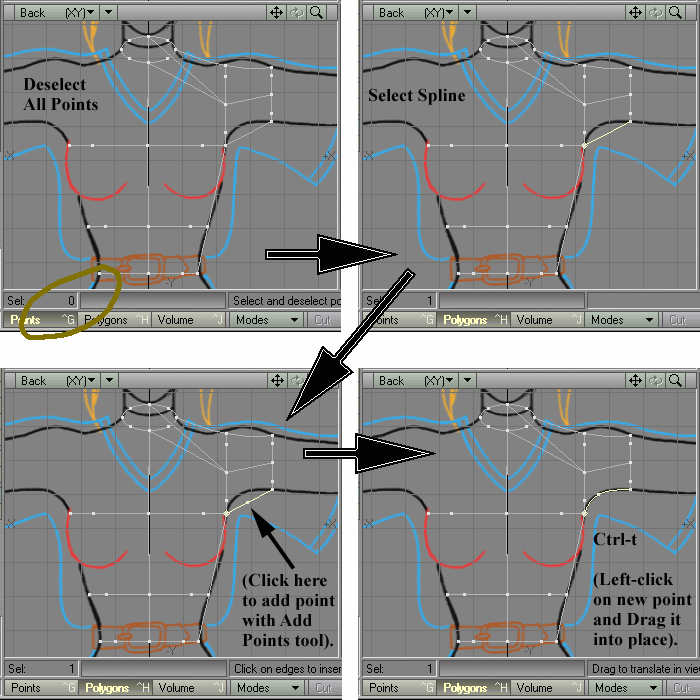 Back (XY)
Deselect
All Points
Sel: 0 Select and deselect po
Points ^G Polygons ^H Volume ^J Modes Cut
Back (XY)
Select Spline
Sel: 1
Points ^G Polygons ^H Volume ^J Modes Cut
Back (XY)
(Click here
to add point
with Add
Points tool).
Sel: 1 Click on edges to inser
Points ^G Polygons ^H Volume ^J Modes Cut
Back (XY)
Ctrl-t
(Left-click
on new point
and Drag it
into place).
Sel: 1 Drag to translate in vie
Points ^G Polygons ^H Volume ^J Modes Cut